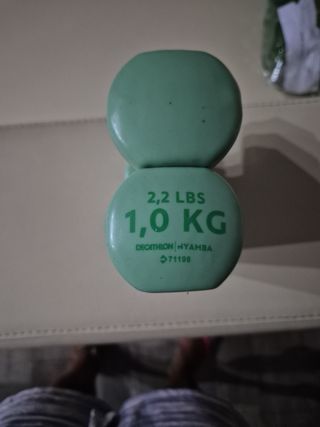 2,2 LBS
1,0 KG
DECATHLON | NYAMBA
71198